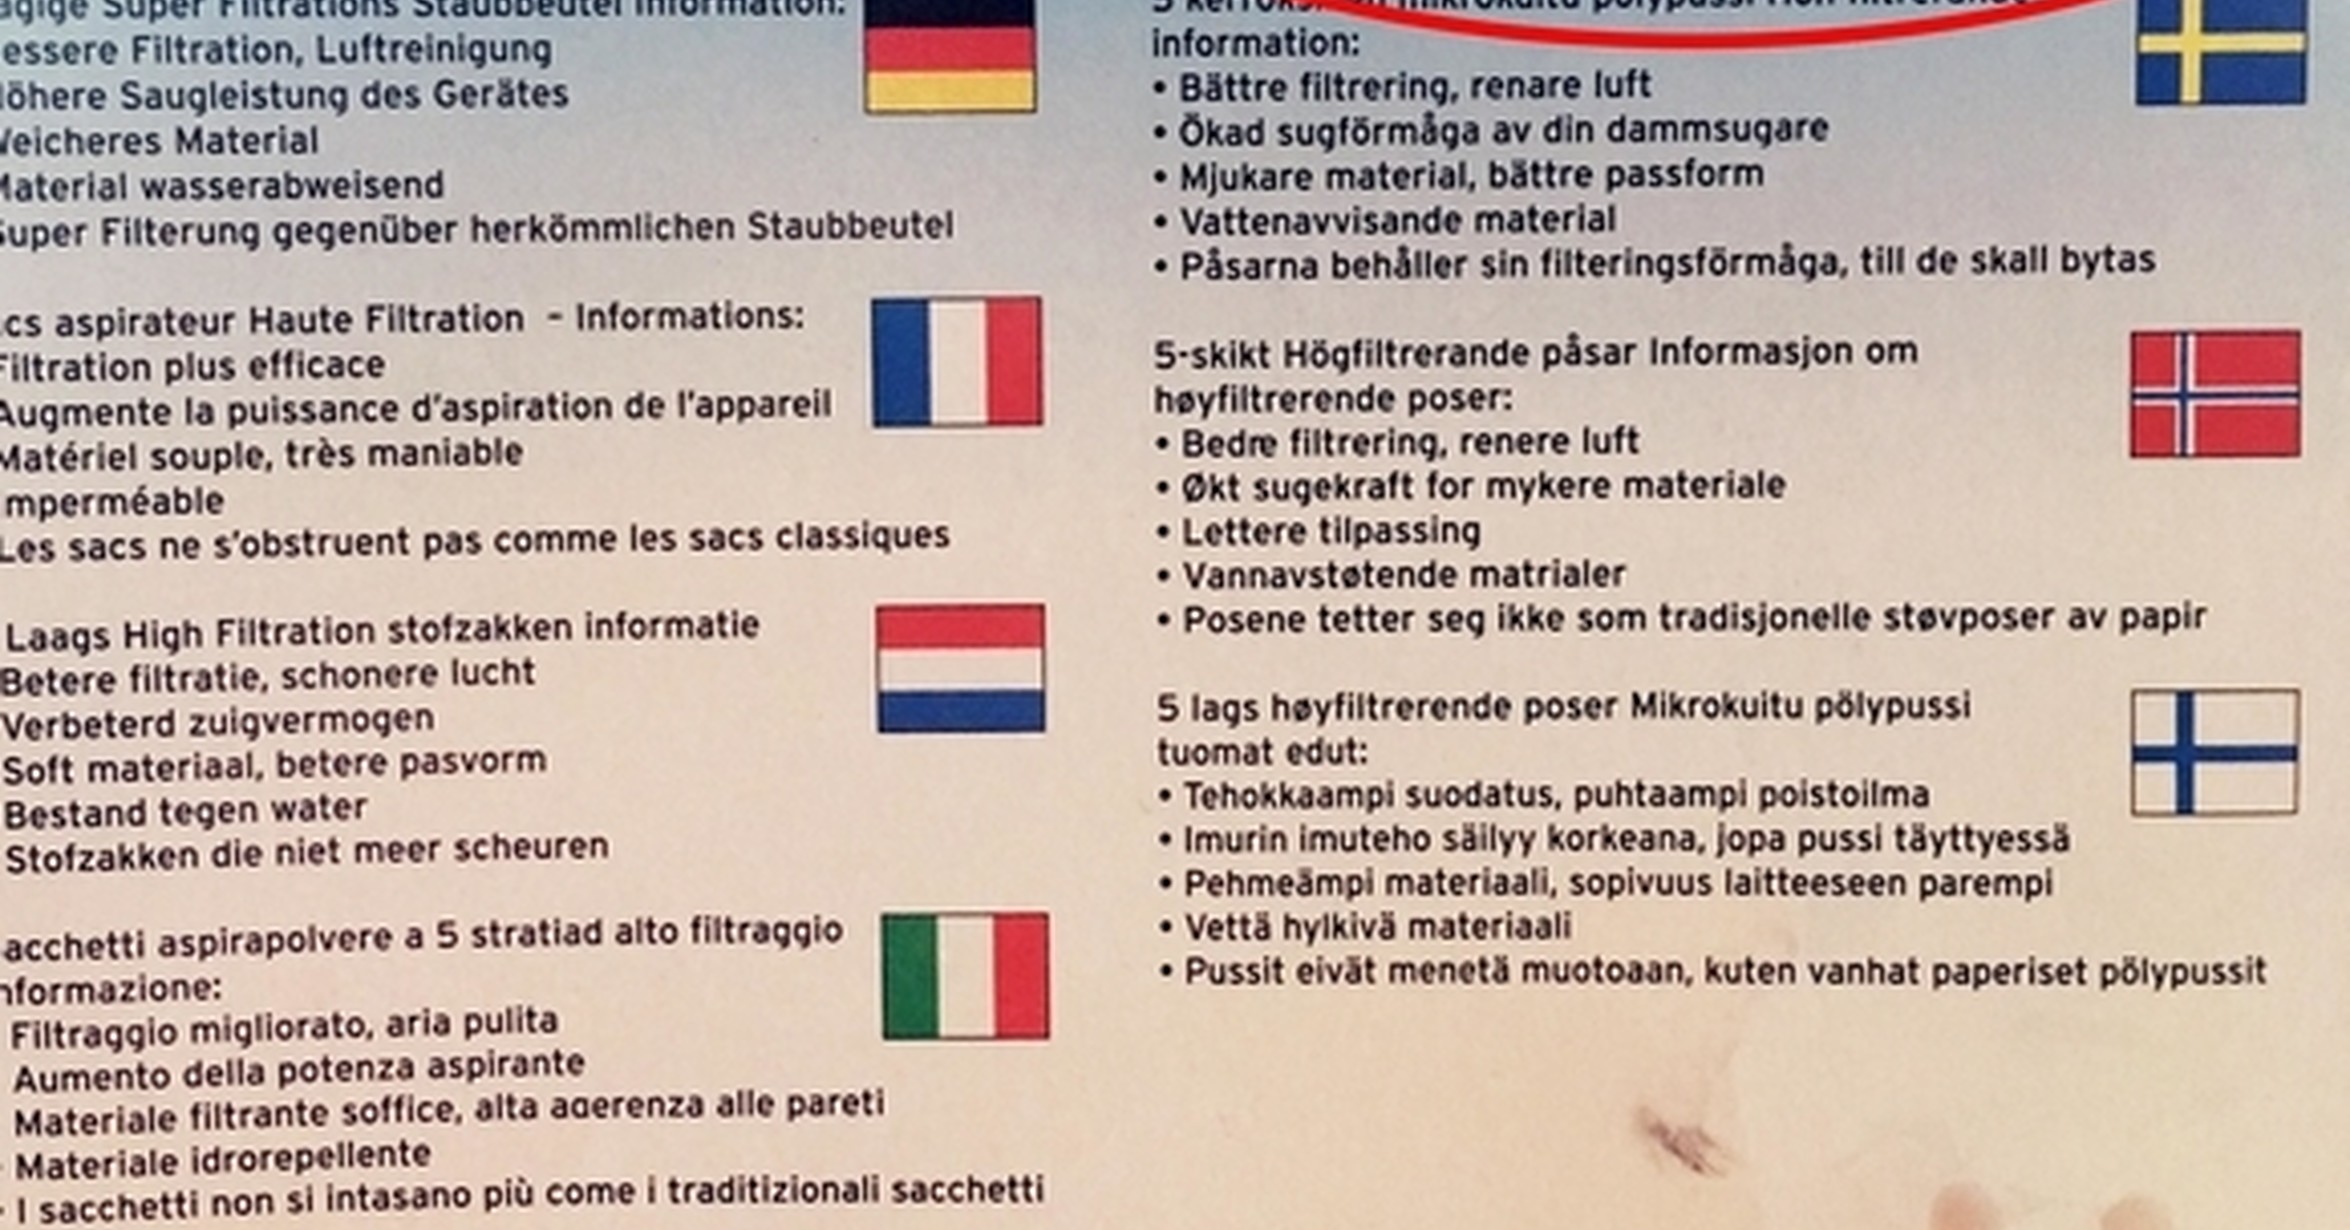 Super Filtrations Staubbeutel Information:
essere Filtration, Luftreinigung
öhere Saugleistung des Gerätes
Weicheres Material
Material wasserabweisend
Super Filterung gegenüber herkömmlichen Staubbeutel
cs aspirateur Haute Filtration - Informations:
Filtration plus efficace
Augmente la puissance d'aspiration de l'appareil
Matériel souple, très maniable
mperméable
Les sacs ne s'obstruent pas comme les sacs classiques
Laags High Filtration stofzakken informatie
Betere filtratie, schonere lucht
Verbeterd zuigvermogen
Soft materiaal, betere pasvorm
Bestand tegen water
Stofzakken die niet meer scheuren
acchetti aspirapolvere a 5 stratiad alto filtraggio
nformazione:
Filtraggio migliorato, aria pulita
Aumento della potenza aspirante
Materiale filtrante soffice, alta aderenza alle pareti
- Materiale idrorepellente
- I sacchetti non si intasano più come i traditizionali sacchetti
mikrokuitu pölypussi
information:
• Bättre filtrering, renare luft
• Ökad sugförmåga av din dammsugare
• Mjukare material, bättre passform
• Vattenavvisande material
• Påsarna behåller sin filteringsförmåga, till de skall bytas
5-skikt Högfiltrerande påsar Informasjon om
høyfiltrerende poser:
• Bedre filtrering, renere luft
• Økt sugekraft for mykere materiale
• Lettere tilpassing
• Vannavstøtende matrialer
• Posene tetter seg ikke som tradisjonelle støvposer av papir
5 lags høyfiltrerende poser Mikrokuitu pölypussi
tuomat edut:
• Tehokkaampi suodatus, puhtaampi poistoilma
• Imurin imuteho säilyy korkeana, jopa pussi täyttyessä
• Pehmeämpi materiaali, sopivuus laitteeseen parempi
• Vettä hylkivä materiaali
• Pussit eivät menetä muotoaan, kuten vanhat paperiset pölypussit